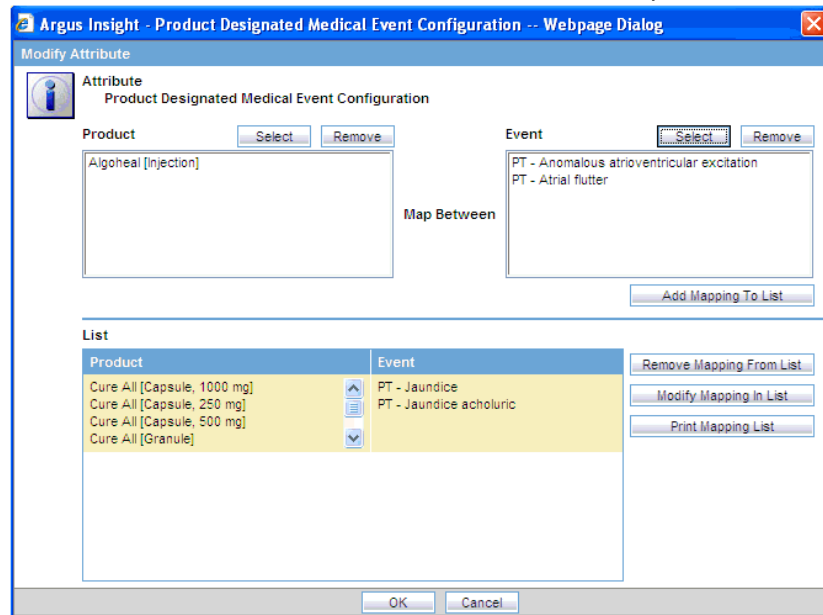 Argus Insight - Product Designated Medical Event Configuration -- Webpage Dialog
Modify Attribute
Attribute
Product Designated Medical Event Configuration
Product Select Remove Event Select Remove
Algoheal [Injection]
PT - Anomalous atrioventricular excitation
PT - Atrial flutter
Map Between
Add Mapping To List
List
Product Event
Cure All [Capsule, 1000 mg] PT - Jaundice
Cure All [Capsule, 250 mg] PT - Jaundice acholuric
Cure All [Capsule, 500 mg]
Cure All [Granule]
Remove Mapping From List
Modify Mapping In List
Print Mapping List
OK Cancel